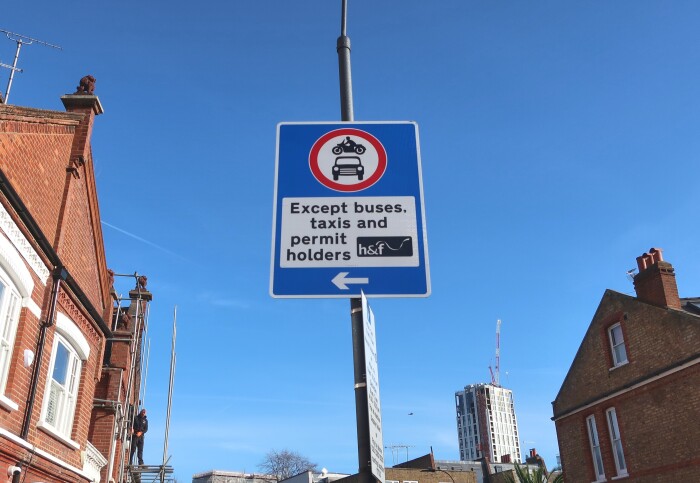 Except buses,
taxis and
permit
holders h&f